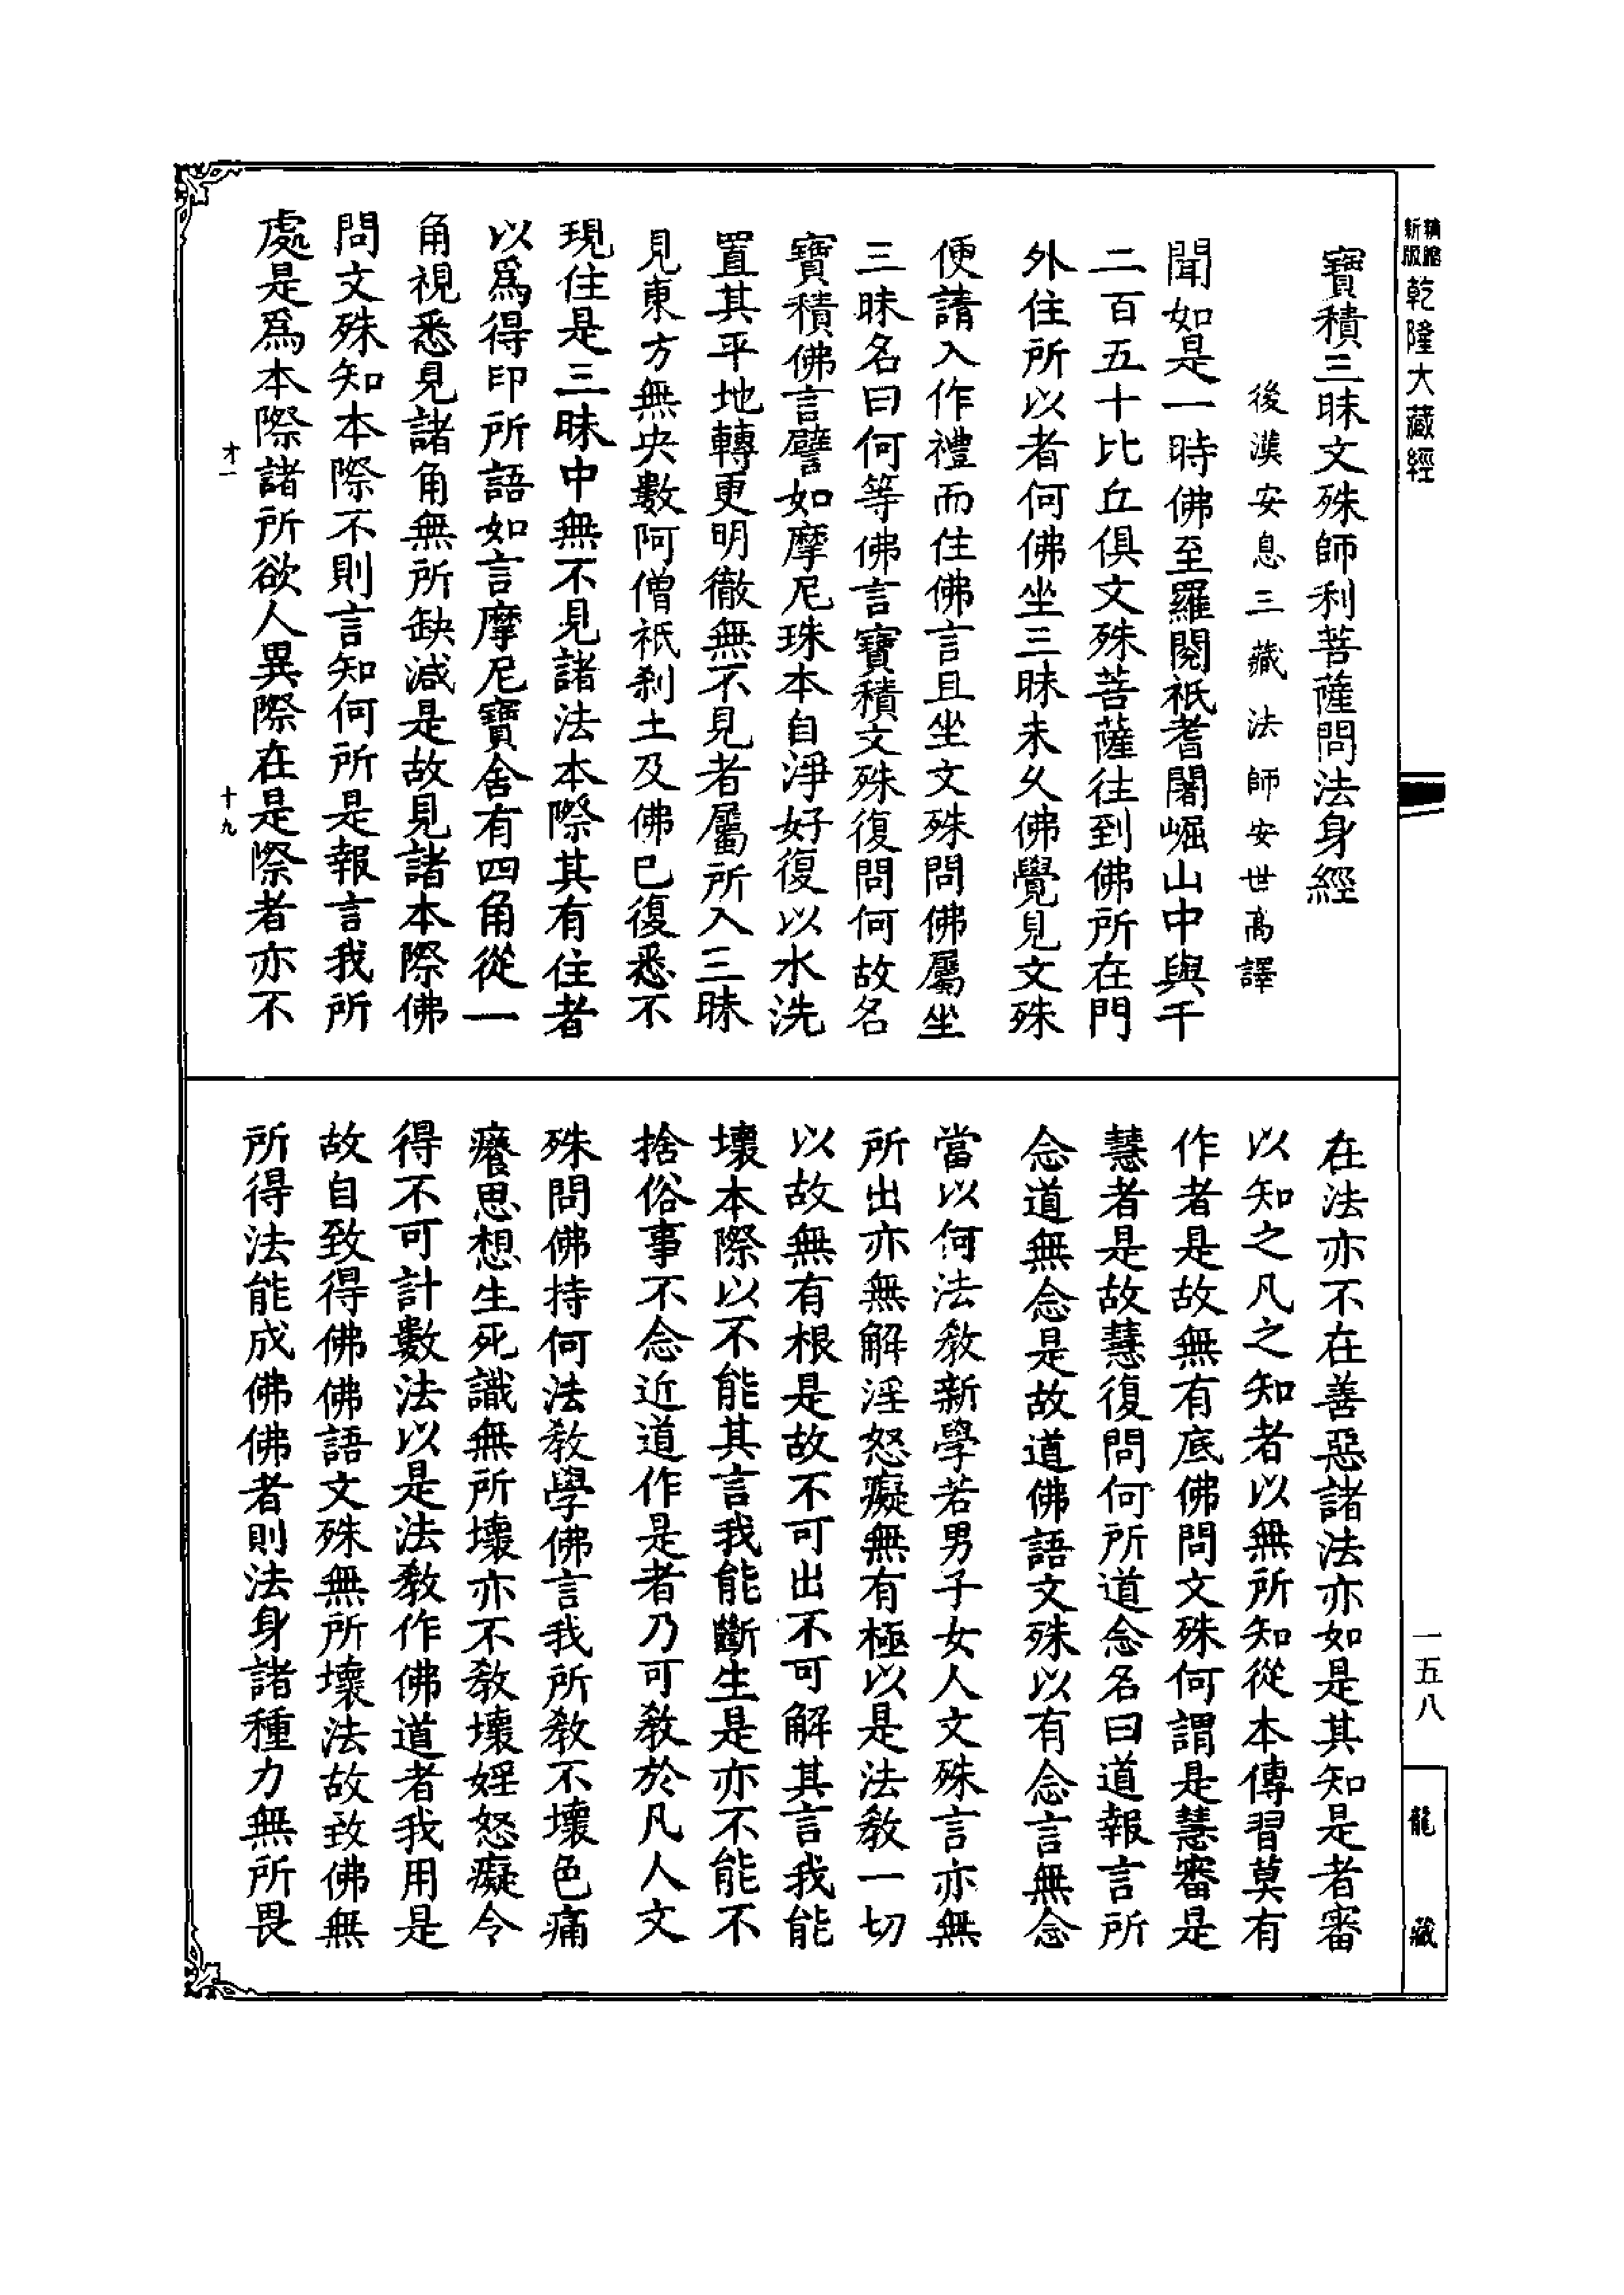 乾隆大藏經
寶積三昧文殊師利菩薩問法身經
後漢安息三藏法師安世高譯
聞如是一時佛至羅閱祇耆闍崛山中與千
二百五十比丘俱文殊菩薩往到佛所在門
外住所以者何佛坐三昧未久佛覺見文殊
便請入作禮而住佛言且坐文殊問佛屬坐
三昧名曰何等佛言寶積文殊復問何故名
寶積佛言譬如摩尼珠本自淨好復以水洗
置其平地轉更明徹無不見者屬所入三昧
見東方無央數阿僧祇剎土及佛已復悉不
現住是三昧中無不見諸法本際其有住者
以爲得印所語如言摩尼寶舍有四角從一
角視悉見諸角無所缺減是故見諸本際佛
問文殊知本際不則言知何所是報言我所
處是爲本際諸所欲人異際在是際者亦不
才一
十九
在法亦不在善惡諸法亦如是其知是者審
以知之凡之知者以無所知從本傳習莫有
作者是故無有底佛問文殊何謂是慧審是
慧者是故慧復問何所道念名曰道報言所
念道無念是故道佛語文殊以有念言無念
當以何法教新學若男子女人文殊言亦無
所出亦無解淫怒癡無有極以是法教一切
以故無有根是故不可出不可解其言我能
壞本際以不能其言我能斷生是亦不能不
捨俗事不念近道作是者乃可教於凡人文
殊問佛持何法教學佛言我所教不壞色痛
癢思想生死識無所壞亦不教壞婬怒癡令
得不可計數法以是法教作佛道者我用是
故自致得佛佛語文殊無所壞法故致佛無
所得法能成佛佛者則法身諸種力無所畏
一五八
龍藏